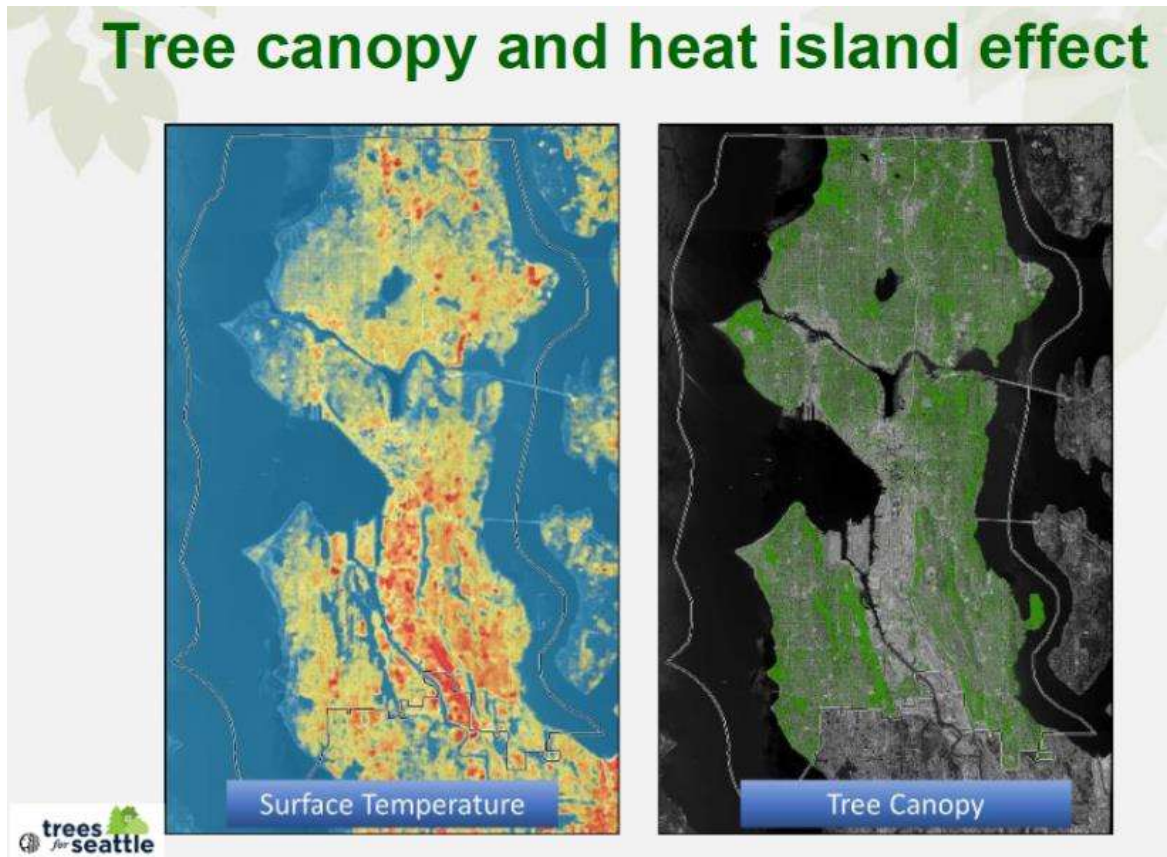 Tree canopy and heat island effect
Surface Temperature
Tree Canopy
trees
for seattle